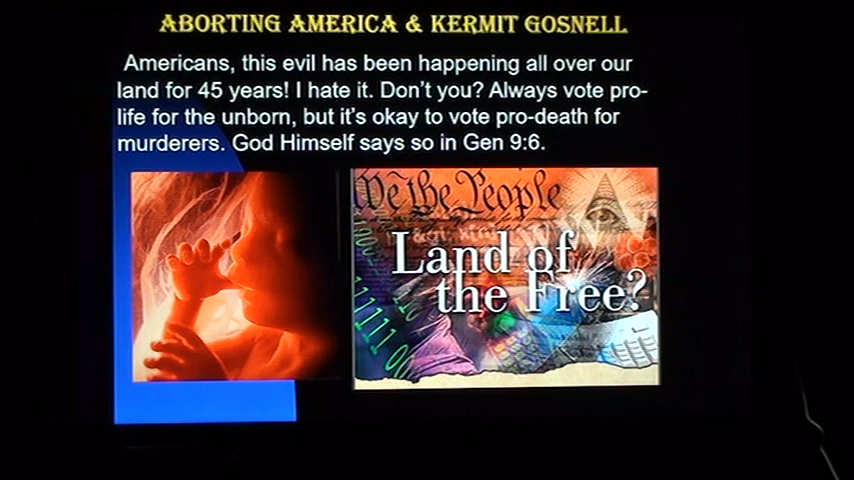 ABORTING AMERICA & KERMIT GOSNELL
Americans, this evil has been happening all over our
land for 45 years! I hate it. Don't you? Always vote pro-
life for the unborn, but it's okay to vote pro-death for
murderers. God Himself says so in Gen 9:6.
We the People
Land of
the Free?